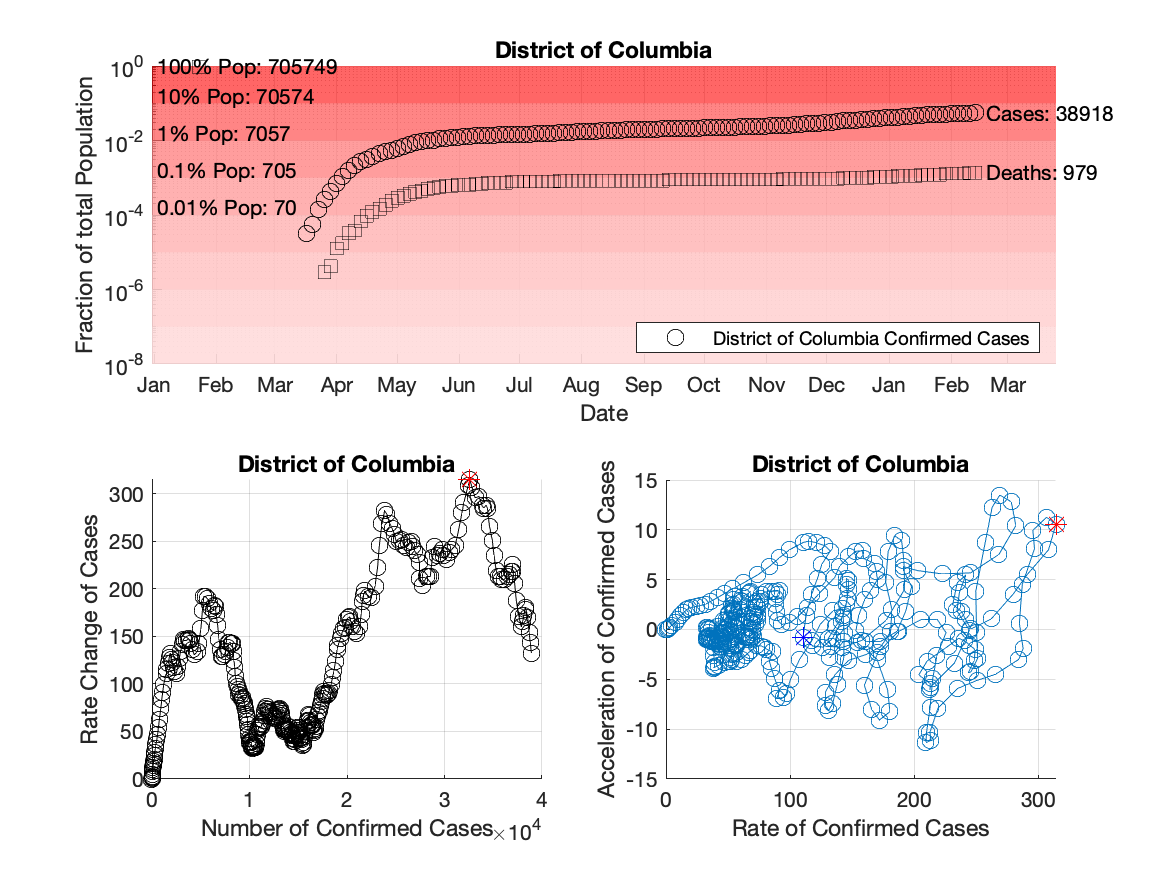 District of Columbia
10^0
10^-2
10^-4
10^-6
10^-8
Fraction of total Population
100% Pop: 705749
10% Pop: 70574
1% Pop: 7057
0.1% Pop: 705
0.01% Pop: 70
Cases: 38918
Deaths: 979
District of Columbia Confirmed Cases
Jan Feb Mar Apr May Jun Jul Aug Sep Oct Nov Dec Jan Feb Mar
Date
District of Columbia
300
250
200
150
100
50
0
Rate Change of Cases
0 1 2 3 4
Number of Confirmed Cases ×10^4
District of Columbia
15
10
5
0
-5
-10
-15
Acceleration of Confirmed Cases
0 100 200 300
Rate of Confirmed Cases